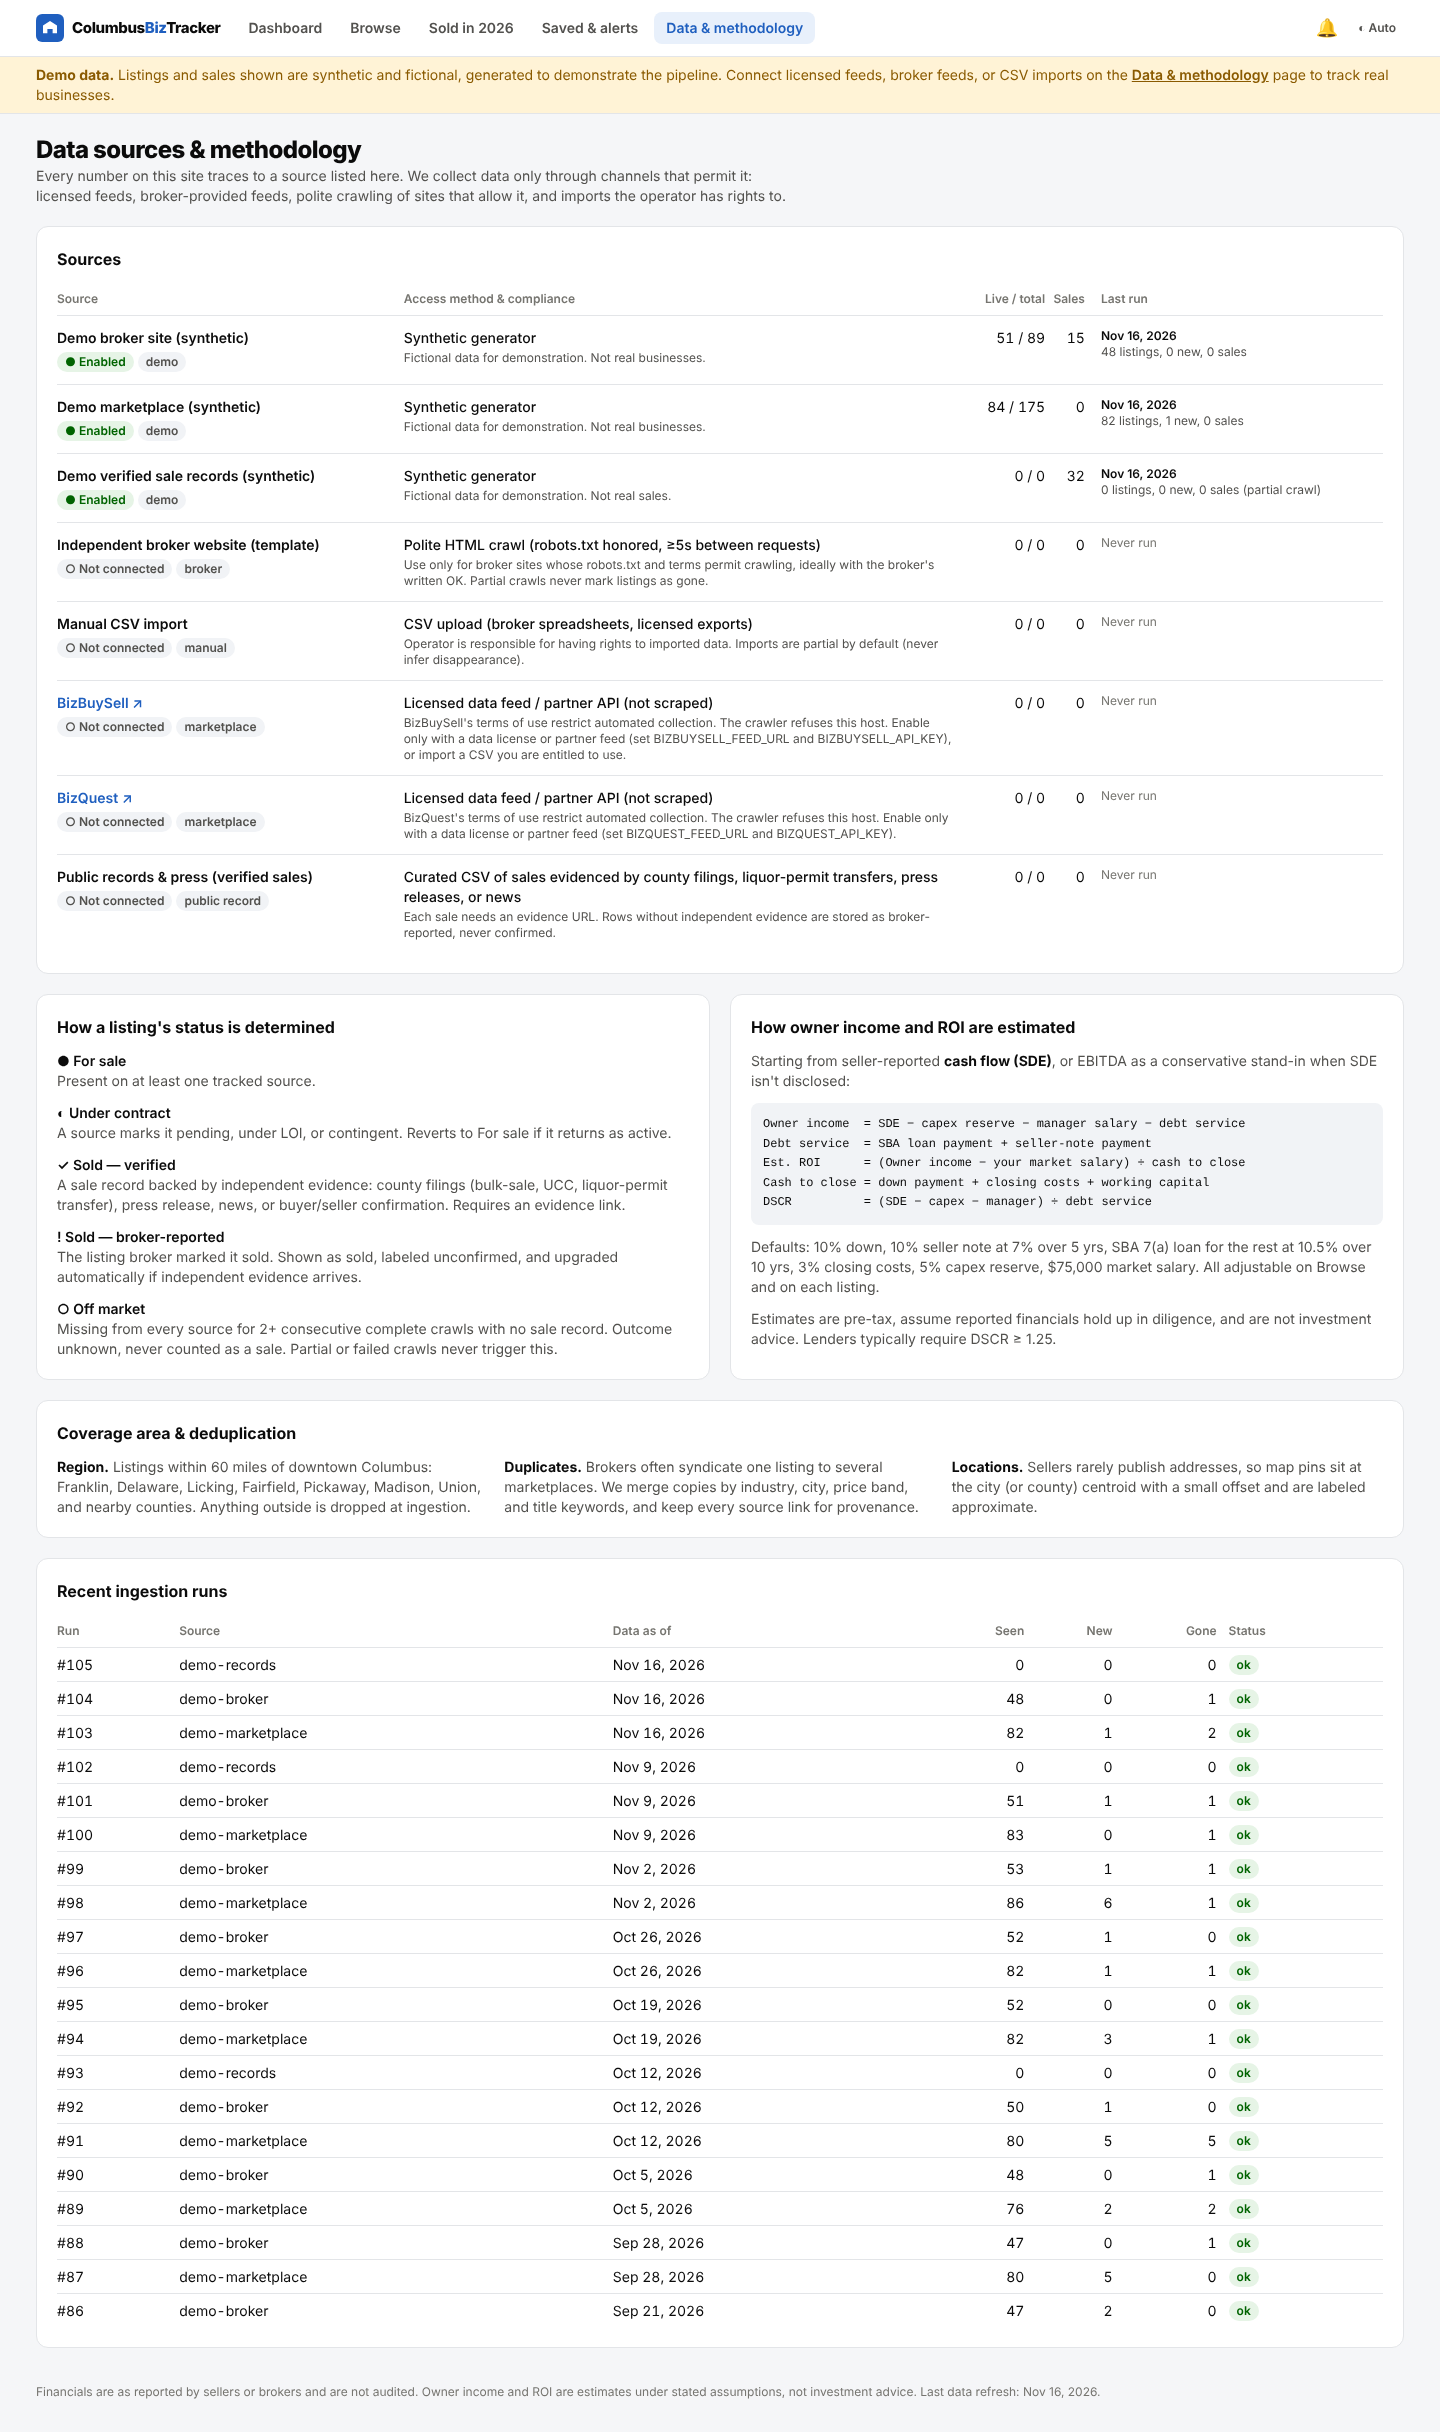 ColumbusBizTracker Dashboard Browse Sold in 2026 Saved & alerts Data & methodology Auto
Demo data. Listings and sales shown are synthetic and fictional, generated to demonstrate the pipeline. Connect licensed feeds, broker feeds, or CSV imports on the Data & methodology page to track real
businesses.
Data sources & methodology
Every number on this site traces to a source listed here. We collect data only through channels that permit it:
licensed feeds, broker-provided feeds, polite crawling of sites that allow it, and imports the operator has rights to.
Sources
Source Access method & compliance Live / total Sales Last run
Demo broker site (synthetic) Synthetic generator 51 / 89 15 Nov 16, 2026
Enabled demo Fictional data for demonstration. Not real businesses. 48 listings, 0 new, 0 sales
Demo marketplace (synthetic) Synthetic generator 84 / 175 0 Nov 16, 2026
Enabled demo Fictional data for demonstration. Not real businesses. 82 listings, 1 new, 0 sales
Demo verified sale records (synthetic) Synthetic generator 0 / 0 32 Nov 16, 2026
Enabled demo Fictional data for demonstration. Not real sales. 0 listings, 0 new, 0 sales (partial crawl)
Independent broker website (template) Polite HTML crawl (robots.txt honored, ≥5s between requests) 0 / 0 0 Never run
Not connected broker Use only for broker sites whose robots.txt and terms permit crawling, ideally with the broker's
written OK. Partial crawls never mark listings as gone.
Manual CSV import CSV upload (broker spreadsheets, licensed exports) 0 / 0 0 Never run
Not connected manual Operator is responsible for having rights to imported data. Imports are partial by default (never
infer disappearance).
BizBuySell ↗ Licensed data feed / partner API (not scraped) 0 / 0 0 Never run
Not connected marketplace BizBuySell's terms of use restrict automated collection. The crawler refuses this host. Enable
only with a data license or partner feed (set BIZBUYSELL_FEED_URL and BIZBUYSELL_API_KEY),
or import a CSV you are entitled to use.
BizQuest ↗ Licensed data feed / partner API (not scraped) 0 / 0 0 Never run
Not connected marketplace BizQuest's terms of use restrict automated collection. The crawler refuses this host. Enable only
with a data license or partner feed (set BIZQUEST_FEED_URL and BIZQUEST_API_KEY).
Public records & press (verified sales) Curated CSV of sales evidenced by county filings, liquor-permit transfers, press 0 / 0 0 Never run
releases, or news
Not connected public record Each sale needs an evidence URL. Rows without independent evidence are stored as broker-
reported, never confirmed.
How a listing's status is determined
● For sale
Present on at least one tracked source.
Under contract
A source marks it pending, under LOI, or contingent. Reverts to For sale if it returns as active.
✓ Sold — verified
A sale record backed by independent evidence: county filings (bulk-sale, UCC, liquor-permit
transfer), press release, news, or buyer/seller confirmation. Requires an evidence link.
! Sold — broker-reported
The listing broker marked it sold. Shown as sold, labeled unconfirmed, and upgraded
automatically if independent evidence arrives.
○ Off market
Missing from every source for 2+ consecutive complete crawls with no sale record. Outcome
unknown, never counted as a sale. Partial or failed crawls never trigger this.
How owner income and ROI are estimated
Starting from seller-reported cash flow (SDE), or EBITDA as a conservative stand-in when SDE
isn't disclosed:
Owner income = SDE − capex reserve − manager salary − debt service
Debt service = SBA loan payment + seller-note payment
Est. ROI = (Owner income − your market salary) ÷ cash to close
Cash to close = down payment + closing costs + working capital
DSCR = (SDE − capex − manager) ÷ debt service
Defaults: 10% down, 10% seller note at 7% over 5 yrs, SBA 7(a) loan for the rest at 10.5% over
10 yrs, 3% closing costs, 5% capex reserve, $75,000 market salary. All adjustable on Browse
and on each listing.
Estimates are pre-tax, assume reported financials hold up in diligence, and are not investment
advice. Lenders typically require DSCR ≥ 1.25.
Coverage area & deduplication
Region. Listings within 60 miles of downtown Columbus:
Franklin, Delaware, Licking, Fairfield, Pickaway, Madison, Union,
and nearby counties. Anything outside is dropped at ingestion.
Duplicates. Brokers often syndicate one listing to several
marketplaces. We merge copies by industry, city, price band,
and title keywords, and keep every source link for provenance.
Locations. Sellers rarely publish addresses, so map pins sit at
the city (or county) centroid with a small offset and are labeled
approximate.
Recent ingestion runs
Run Source Data as of Seen New Gone Status
#105 demo-records Nov 16, 2026 0 0 0 ok
#104 demo-broker Nov 16, 2026 48 0 1 ok
#103 demo-marketplace Nov 16, 2026 82 1 2 ok
#102 demo-records Nov 9, 2026 0 0 0 ok
#101 demo-broker Nov 9, 2026 51 1 1 ok
#100 demo-marketplace Nov 9, 2026 83 0 1 ok
#99 demo-broker Nov 2, 2026 53 1 1 ok
#98 demo-marketplace Nov 2, 2026 86 6 1 ok
#97 demo-broker Oct 26, 2026 52 1 0 ok
#96 demo-marketplace Oct 26, 2026 82 1 1 ok
#95 demo-broker Oct 19, 2026 52 0 0 ok
#94 demo-marketplace Oct 19, 2026 82 3 1 ok
#93 demo-records Oct 12, 2026 0 0 0 ok
#92 demo-broker Oct 12, 2026 50 1 0 ok
#91 demo-marketplace Oct 12, 2026 80 5 5 ok
#90 demo-broker Oct 5, 2026 48 0 1 ok
#89 demo-marketplace Oct 5, 2026 76 2 2 ok
#88 demo-broker Sep 28, 2026 47 0 1 ok
#87 demo-marketplace Sep 28, 2026 80 5 0 ok
#86 demo-broker Sep 21, 2026 47 2 0 ok
Financials are as reported by sellers or brokers and are not audited. Owner income and ROI are estimates under stated assumptions, not investment advice. Last data refresh: Nov 16, 2026.